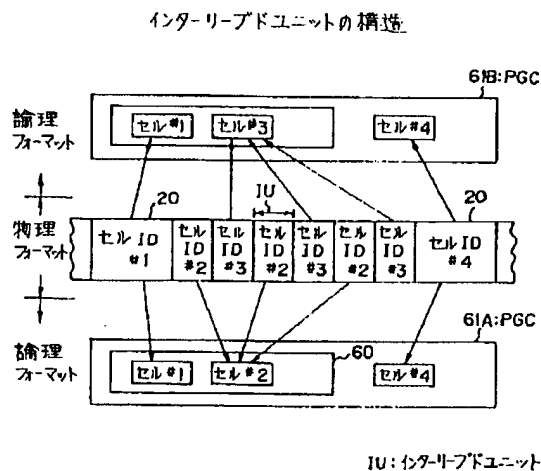 インターリーブドユニットの構造
61B:PGC
論理
フォーマット
セル#1 セル#3 セル#4
20 IU 20
物理
フォーマット
セル ID #1
セル ID #2
セル ID #3
セル ID #2
セル ID #3
セル ID #2
セル ID #3
セル ID #4
61A:PGC
論理
フォーマット
60
セル#1 セル#2 セル#4
IU:インターリーブドユニット